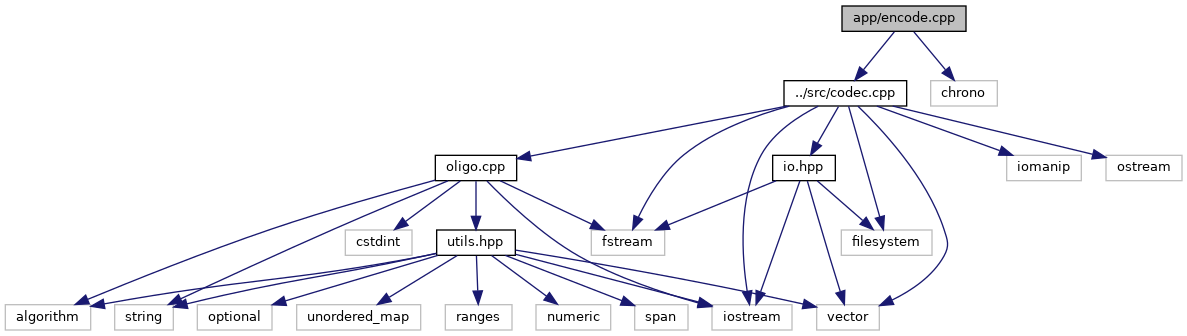 app/encode.cpp
../src/codec.cpp
chrono
oligo.cpp
io.hpp
iomanip
ostream
cstdint
utils.hpp
fstream
filesystem
algorithm
string
optional
unordered_map
ranges
numeric
span
iostream
vector